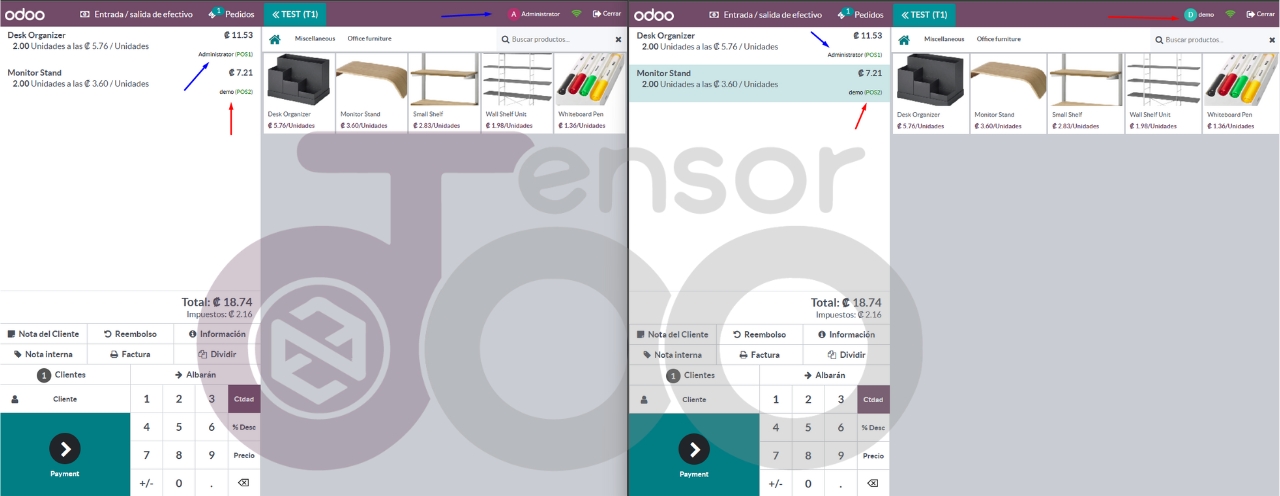 odoo
Entrada / salida de efectivo
1
Pedidos
TEST (T1)
A Administrator
Cerrar
Desk Organizer ₡ 11.53
2.00 Unidades a las ₡ 5.76 / Unidades
Administrator (POS1)
Monitor Stand ₡ 7.21
2.00 Unidades a las ₡ 3.60 / Unidades
demo (POS2)
Miscellaneous Office furniture
Buscar productos...
Desk Organizer
₡ 5.76/Unidades
Monitor Stand
₡ 3.60/Unidades
Small Shelf
₡ 2.83/Unidades
Wall Shelf Unit
₡ 1.98/Unidades
Whiteboard Pen
₡ 1.36/Unidades
Total: ₡ 18.74
Impuestos: ₡ 2.16
Nota del Cliente Reembolso Información
Nota interna Factura Dividir
1 Clientes Albarán
Cliente
1 2 3 Ctdad
4 5 6 % Desc
7 8 9 Precio
+/- 0 .
Payment
odoo
Entrada / salida de efectivo
1
Pedidos
TEST (T1)
D demo
Cerrar
Desk Organizer ₡ 11.53
2.00 Unidades a las ₡ 5.76 / Unidades
Administrator (POS1)
Monitor Stand ₡ 7.21
2.00 Unidades a las ₡ 3.60 / Unidades
demo (POS2)
Miscellaneous Office furniture
Buscar productos...
Desk Organizer
₡ 5.76/Unidades
Monitor Stand
₡ 3.60/Unidades
Small Shelf
₡ 2.83/Unidades
Wall Shelf Unit
₡ 1.98/Unidades
Whiteboard Pen
₡ 1.36/Unidades
Total: ₡ 18.74
Impuestos: ₡ 2.16
Nota del Cliente Reembolso Información
Nota interna Factura Dividir
1 Clientes Albarán
Cliente
1 2 3 Ctdad
4 5 6 % Desc
7 8 9 Precio
+/- 0 .
Payment
Tensor